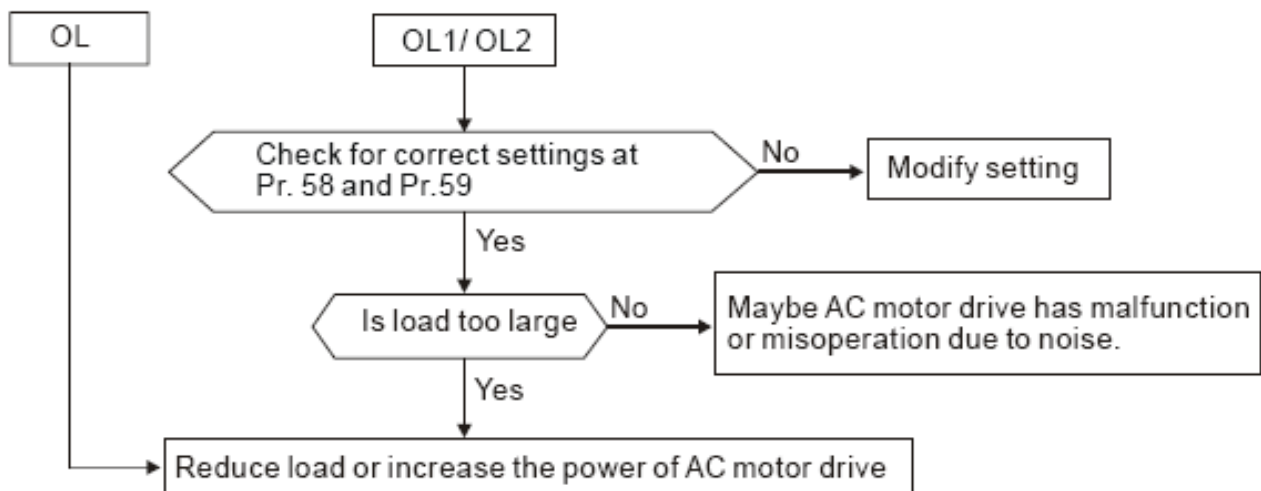 OL
OL1/ OL2
Check for correct settings at
Pr. 58 and Pr.59
No
Modify setting
Yes
Is load too large
No
Maybe AC motor drive has malfunction
or misoperation due to noise.
Yes
Reduce load or increase the power of AC motor drive